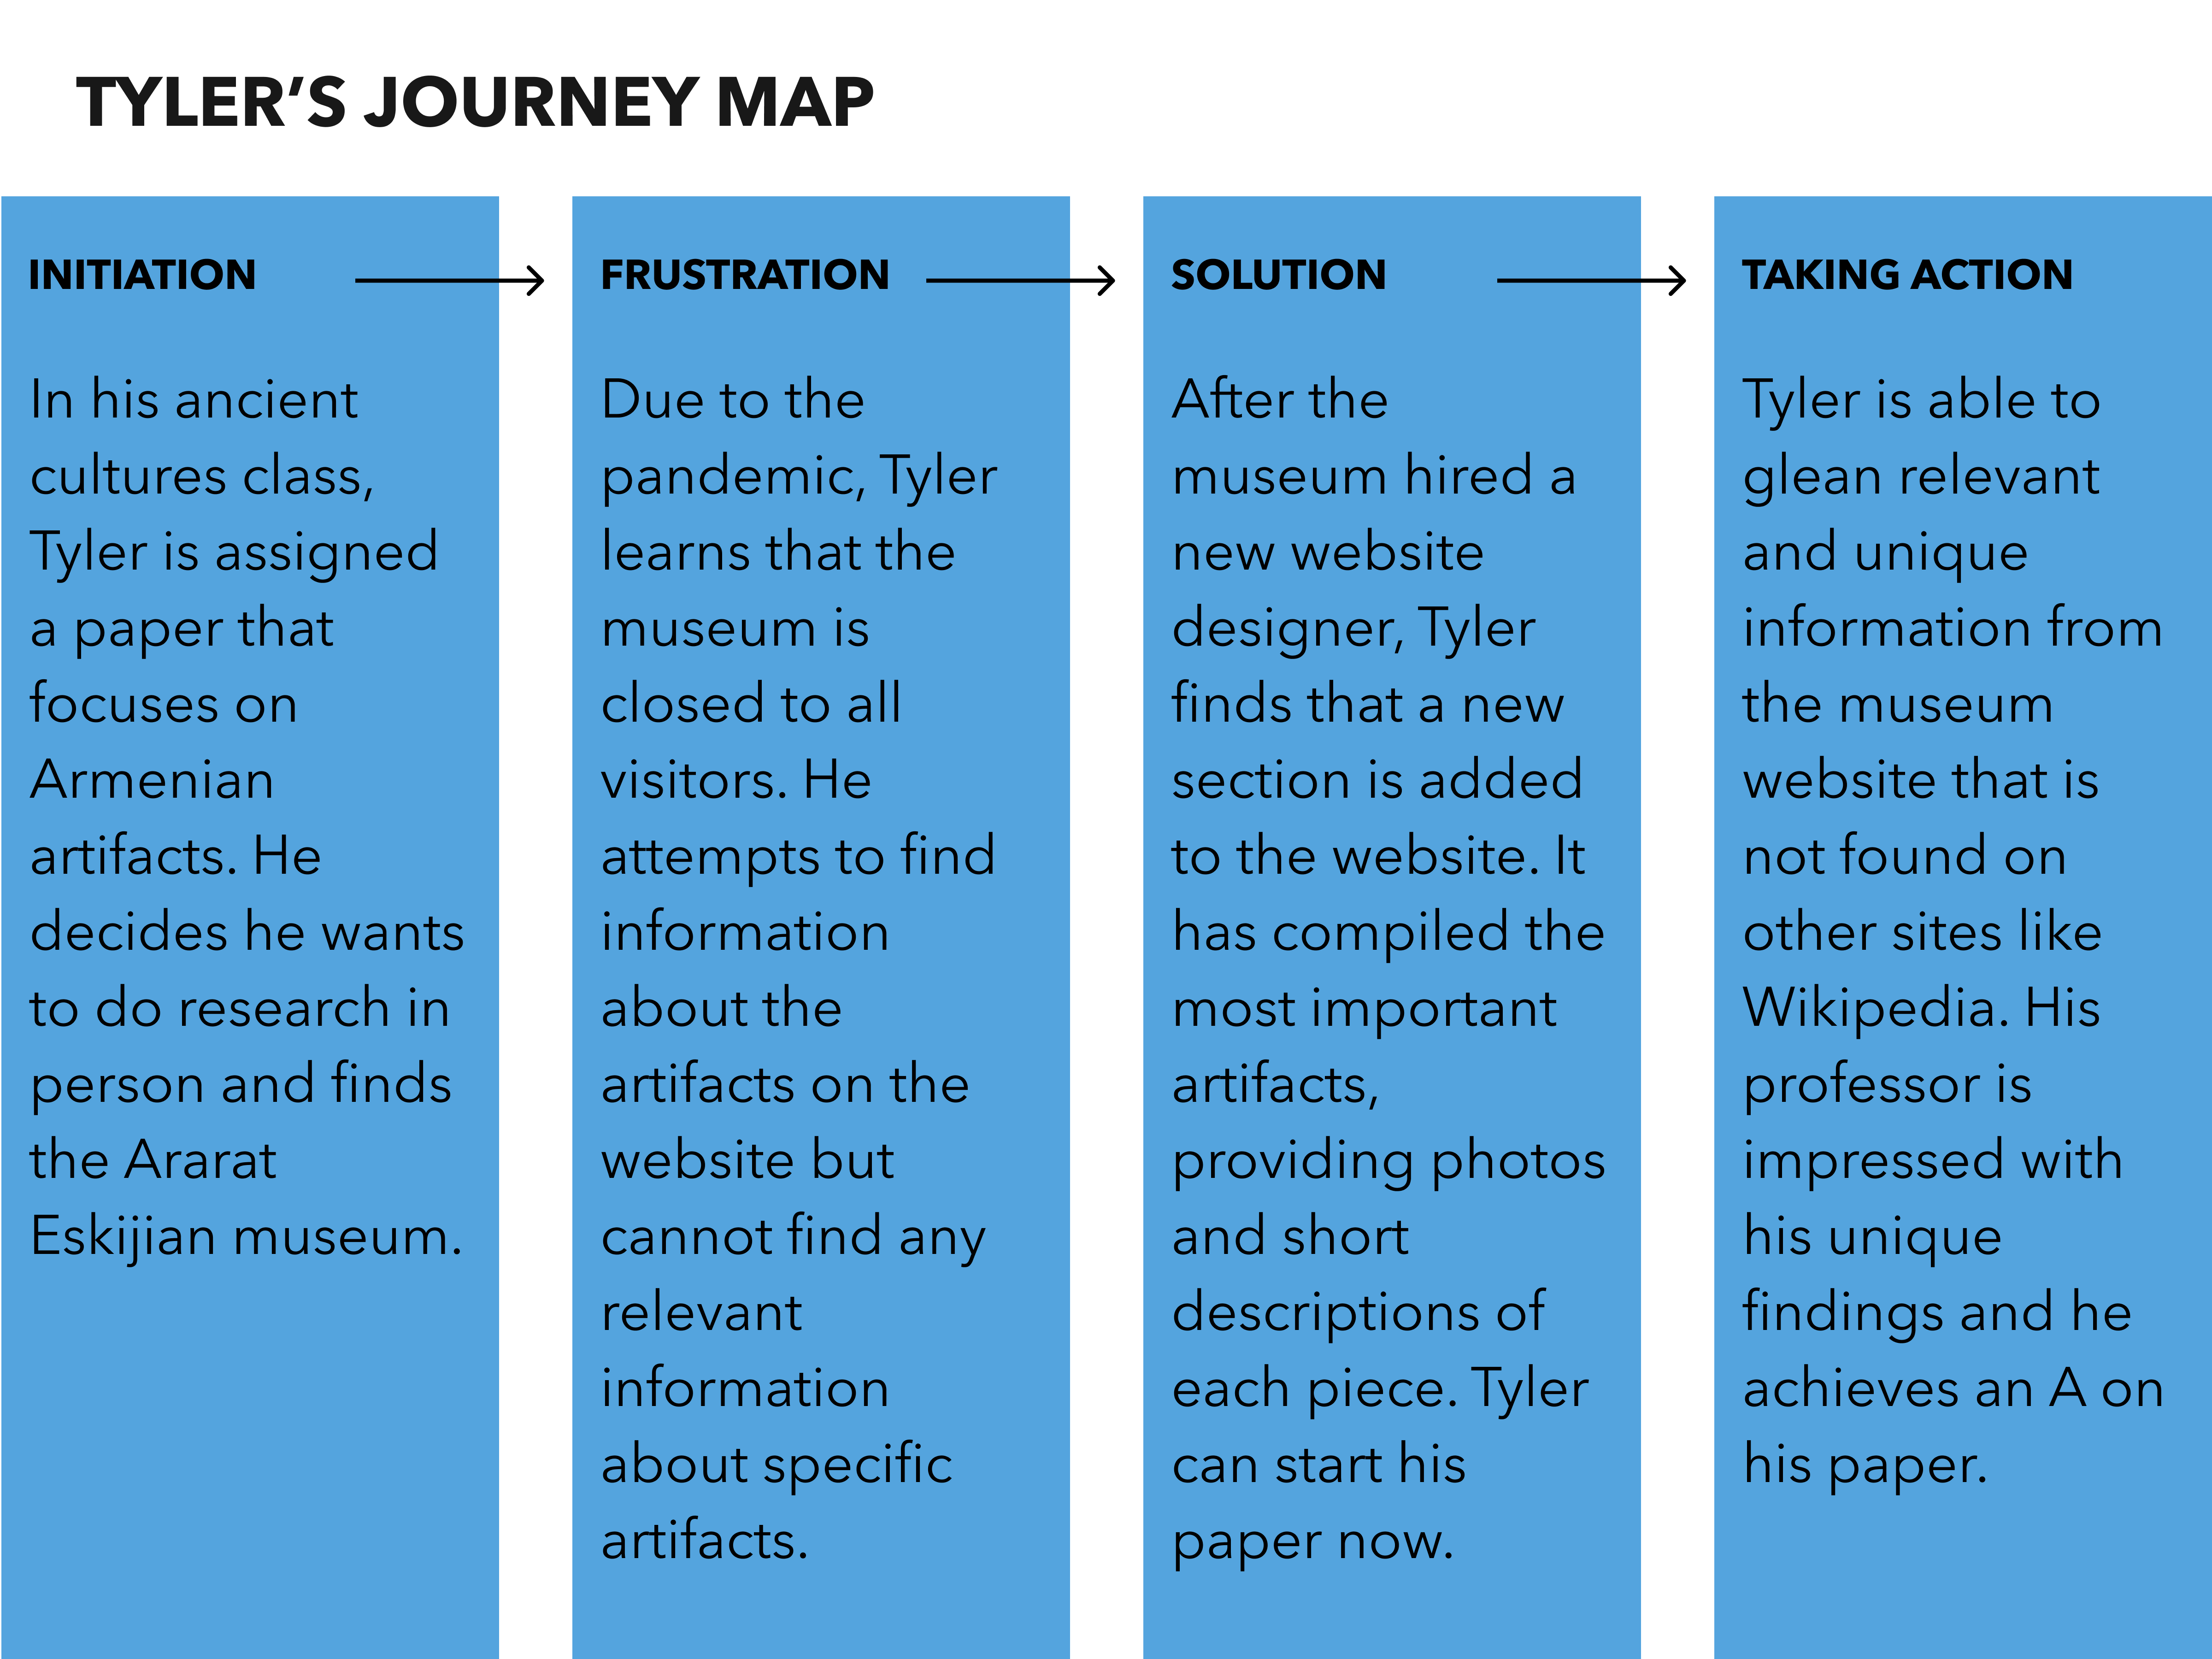 TYLER’S JOURNEY MAP
INITIATION
In his ancient
cultures class,
Tyler is assigned
a paper that
focuses on
Armenian
artifacts. He
decides he wants
to do research in
person and finds
the Ararat
Eskijian museum.
FRUSTRATION
Due to the
pandemic, Tyler
learns that the
museum is
closed to all
visitors. He
attempts to find
information
about the
artifacts on the
website but
cannot find any
relevant
information
about specific
artifacts.
SOLUTION
After the
museum hired a
new website
designer, Tyler
finds that a new
section is added
to the website. It
has compiled the
most important
artifacts,
providing photos
and short
descriptions of
each piece. Tyler
can start his
paper now.
TAKING ACTION
Tyler is able to
glean relevant
and unique
information from
the museum
website that is
not found on
other sites like
Wikipedia. His
professor is
impressed with
his unique
findings and he
achieves an A on
his paper.